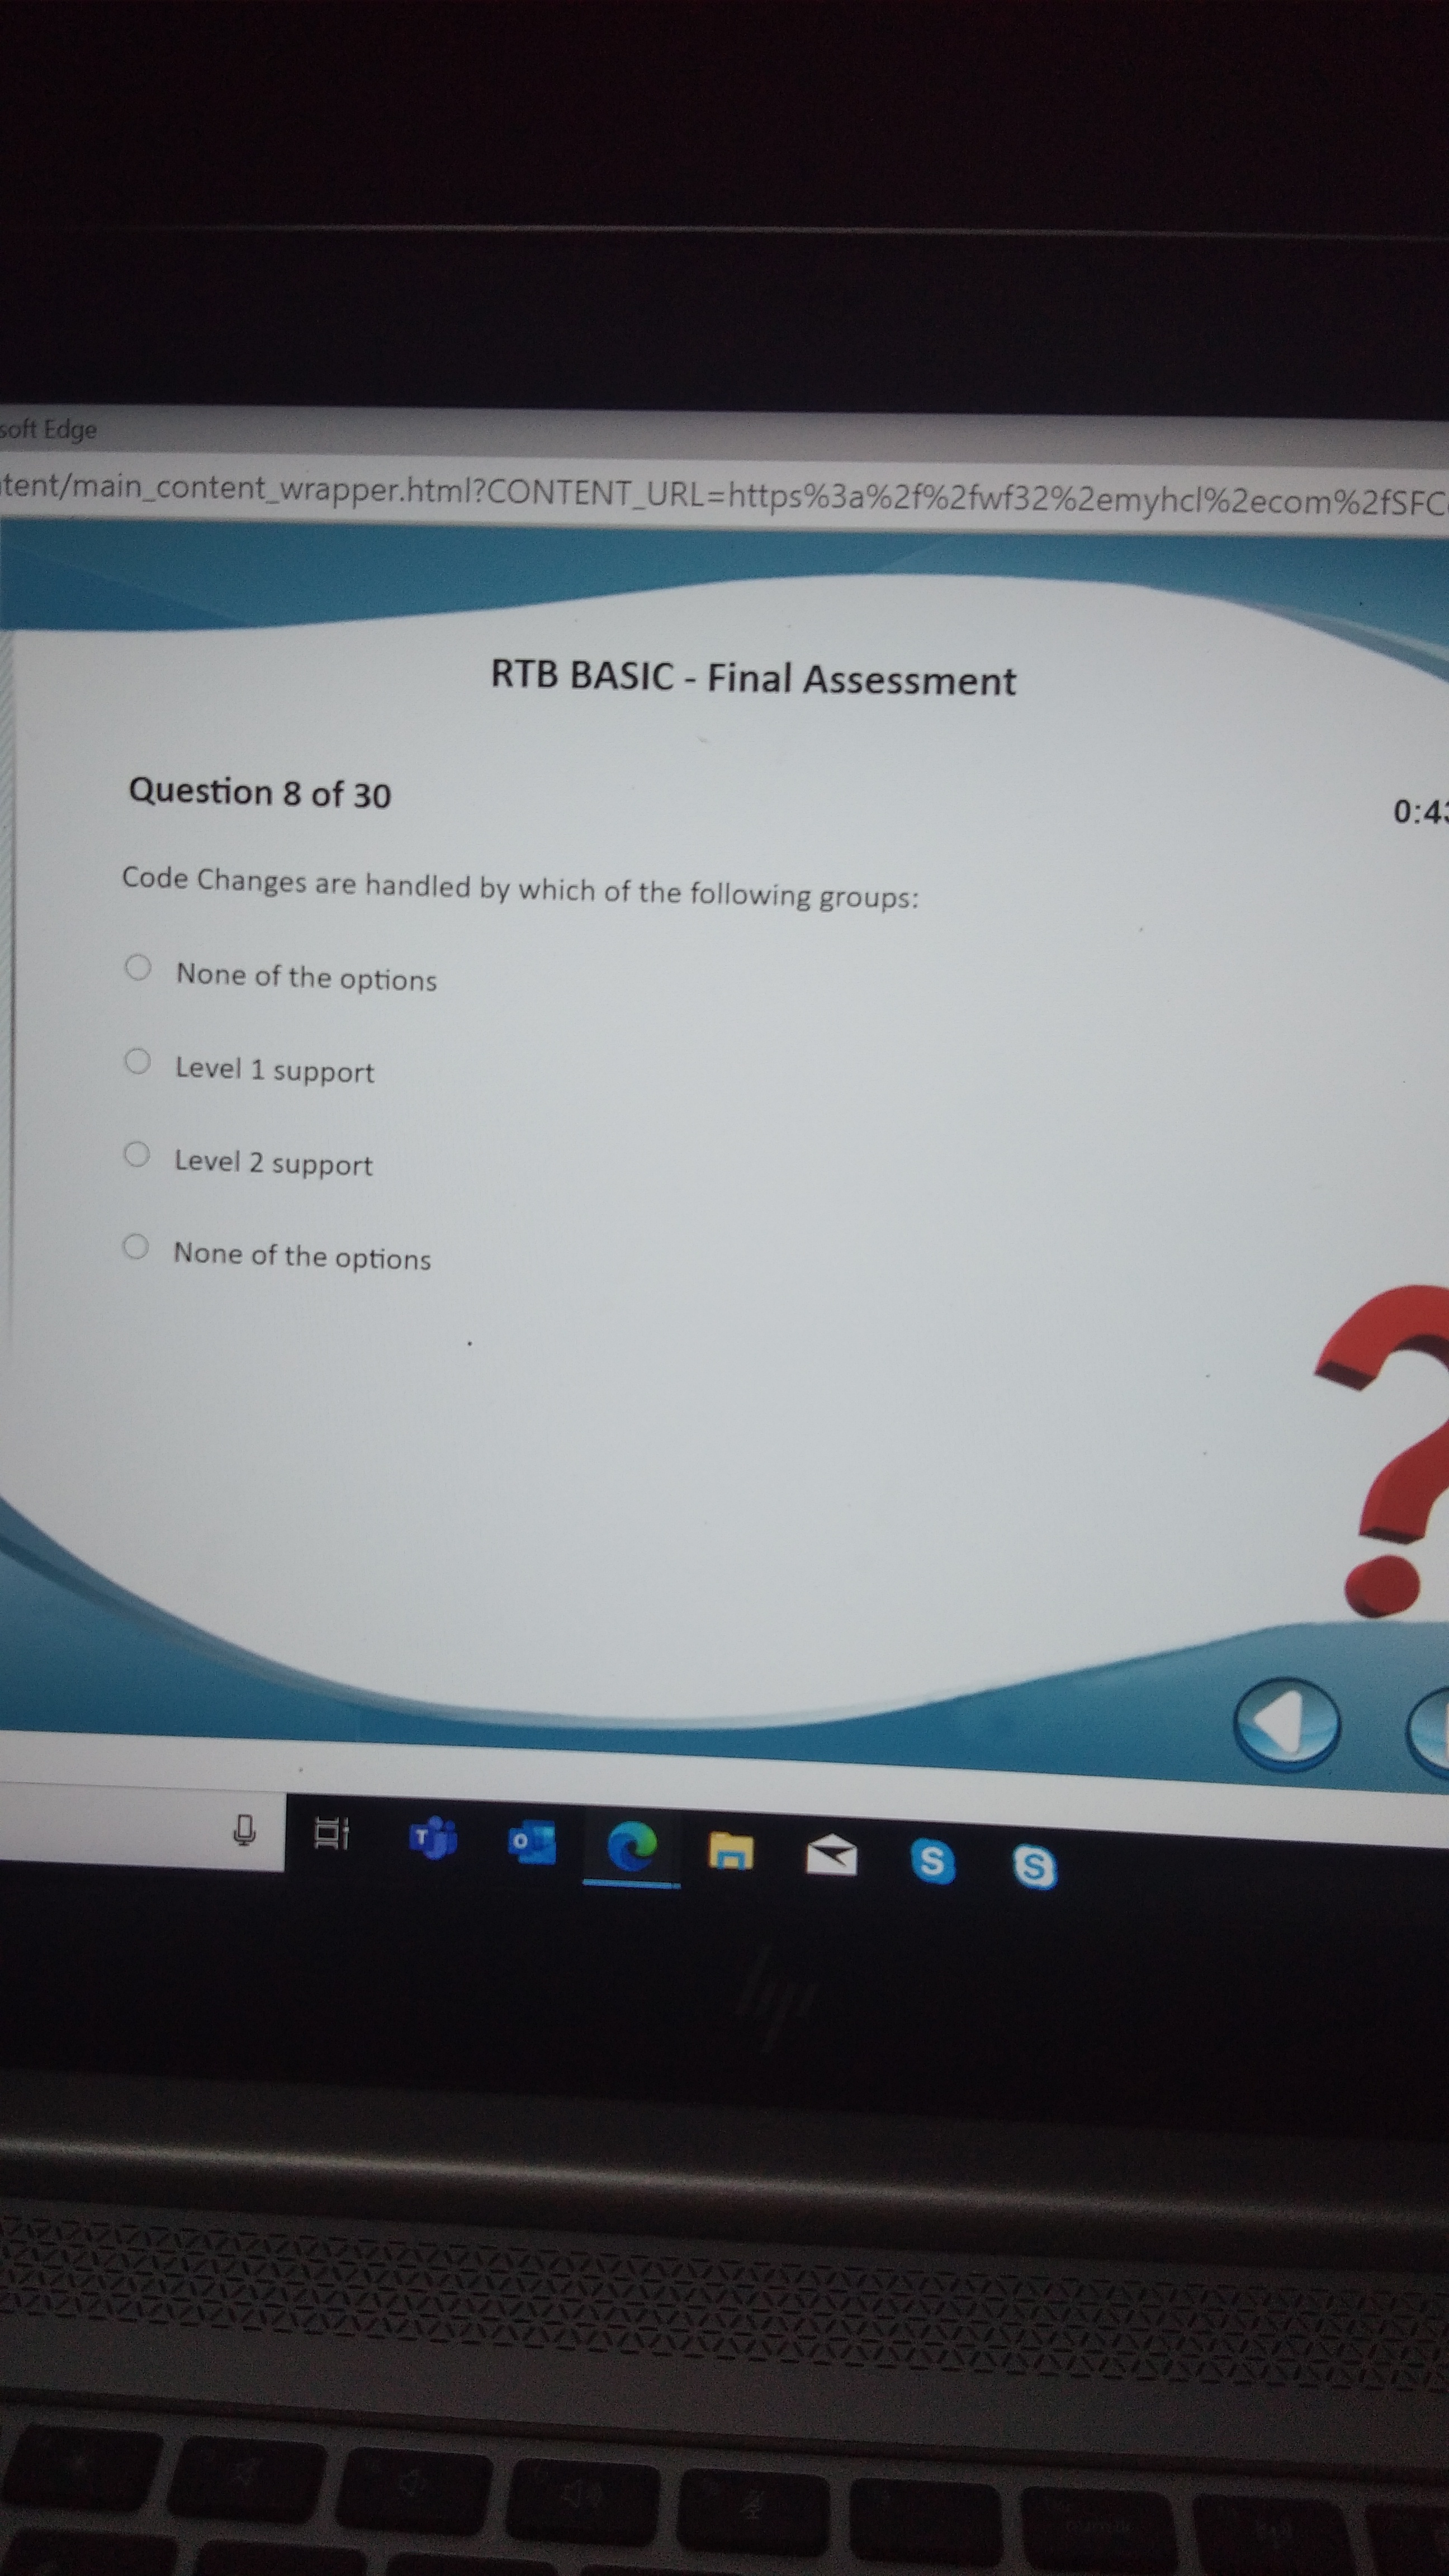 soft Edge
tent/main_content_wrapper.html?CONTENT_URL=https%3a%2f%2fwf32%2emyhcl%2ecom%2fSFC
RTB BASIC - Final Assessment
Question 8 of 30
0:43
Code Changes are handled by which of the following groups:
None of the options
Level 1 support
Level 2 support
None of the options
hp